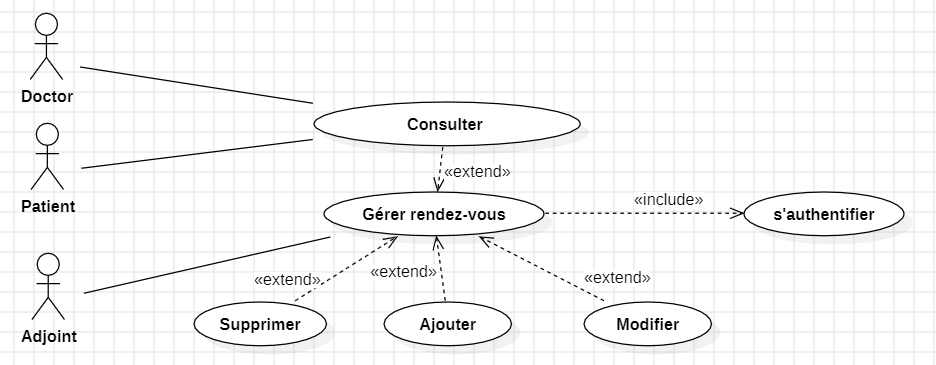 Doctor
Consulter
«extend»
Patient
Gérer rendez-vous
«include»
s'authentifier
«extend»
«extend»
«extend»
Adjoint
Supprimer
Ajouter
Modifier